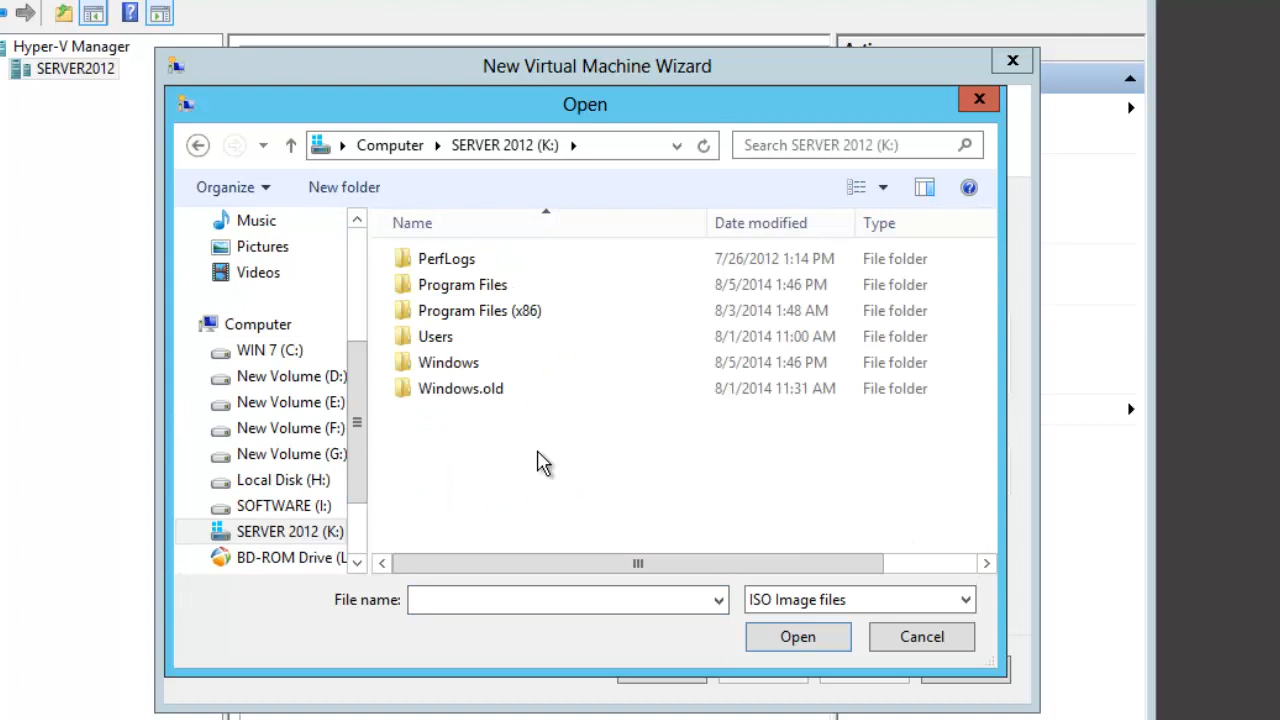 Hyper-V Manager
SERVER2012
New Virtual Machine Wizard
Open
Computer
SERVER 2012 (K:)
Search SERVER 2012 (K:)
Organize
New folder
Name
Date modified
Type
Music
Pictures
Videos
Computer
WIN 7 (C:)
New Volume (D:)
New Volume (E:)
New Volume (F:)
New Volume (G:)
Local Disk (H:)
SOFTWARE (I:)
SERVER 2012 (K:)
BD-ROM Drive (L
PerfLogs 7/26/2012 1:14 PM File folder
Program Files 8/5/2014 1:46 PM File folder
Program Files (x86) 8/3/2014 1:48 AM File folder
Users 8/1/2014 11:00 AM File folder
Windows 8/5/2014 1:46 PM File folder
Windows.old 8/1/2014 11:31 AM File folder
File name:
ISO Image files
Open
Cancel